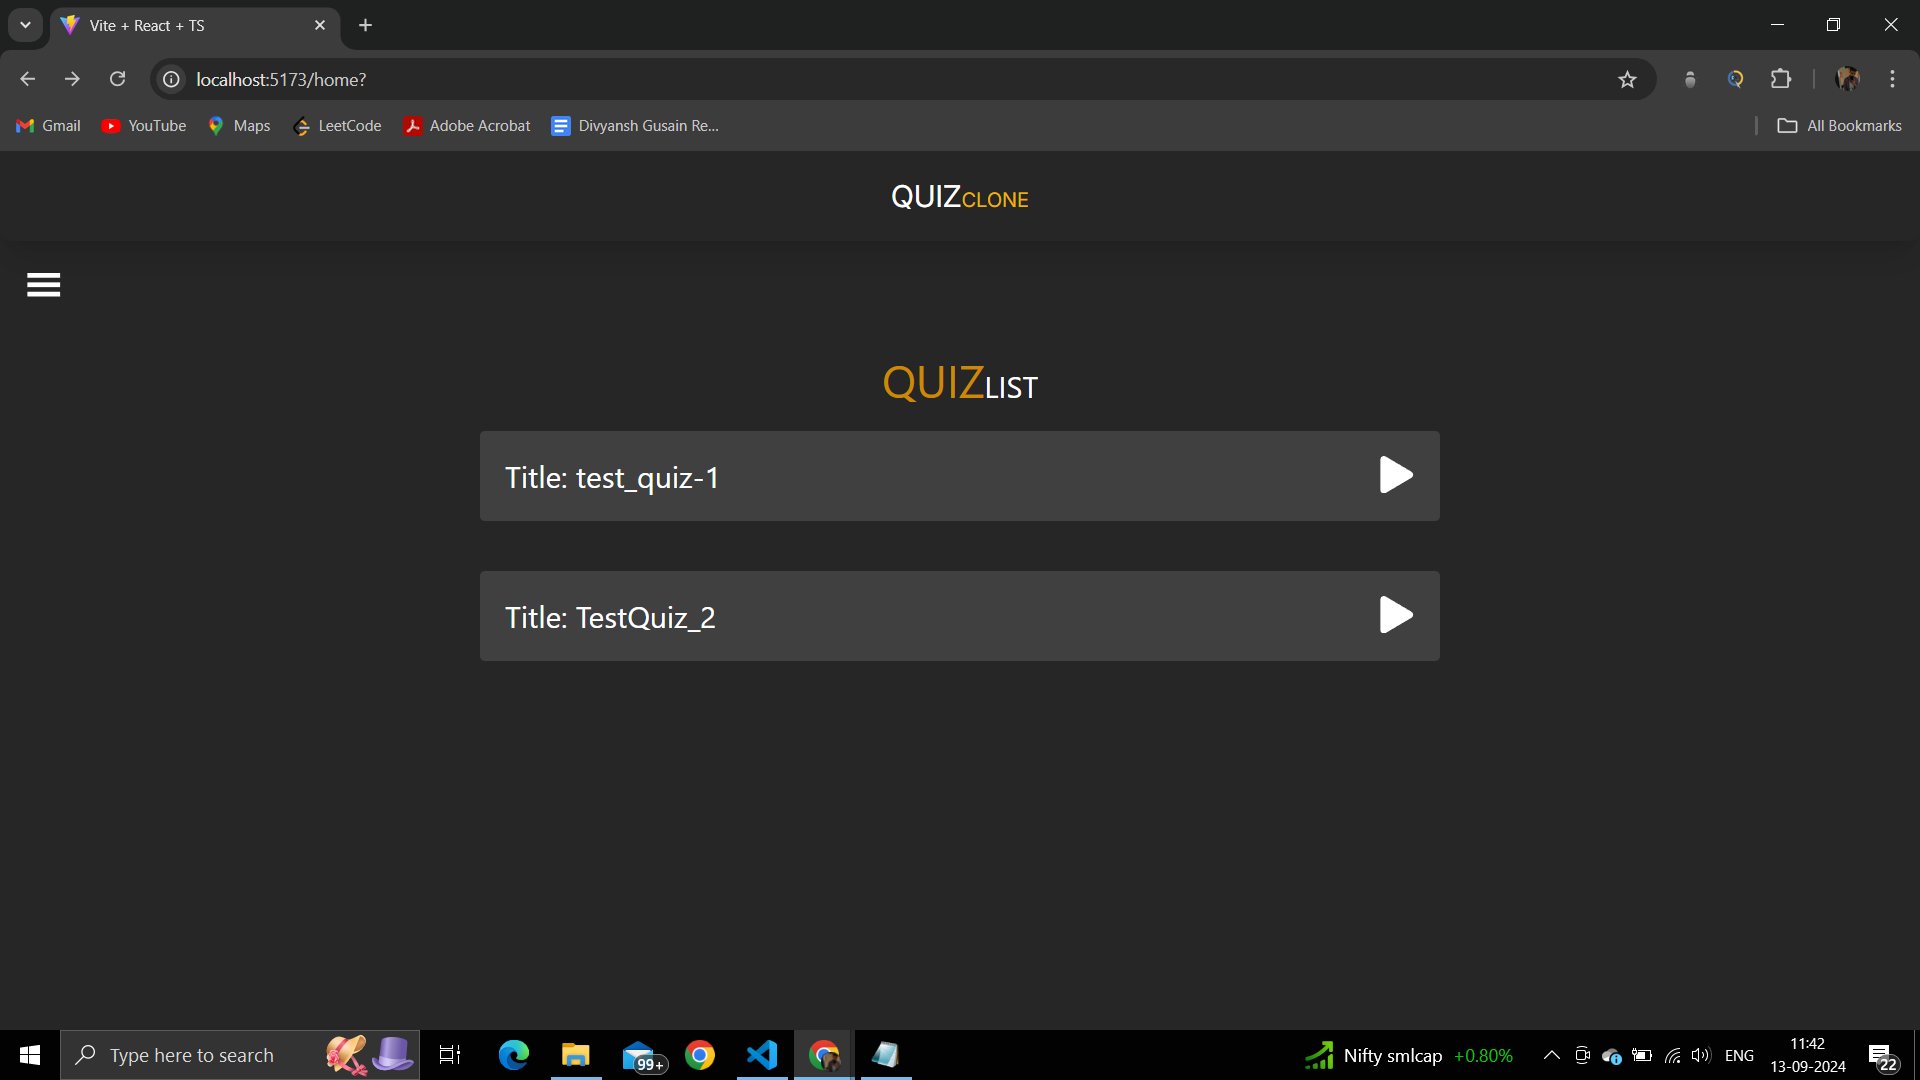 Vite + React + TS
localhost:5173/home?
Gmail YouTube Maps LeetCode Adobe Acrobat Divyansh Gusain Re... All Bookmarks
QUIZCLONE
QUIZLIST
Title: test_quiz-1
Title: TestQuiz_2
Type here to search 99+ Nifty smlcap +0.80% ENG 11:42
13-09-2024 22